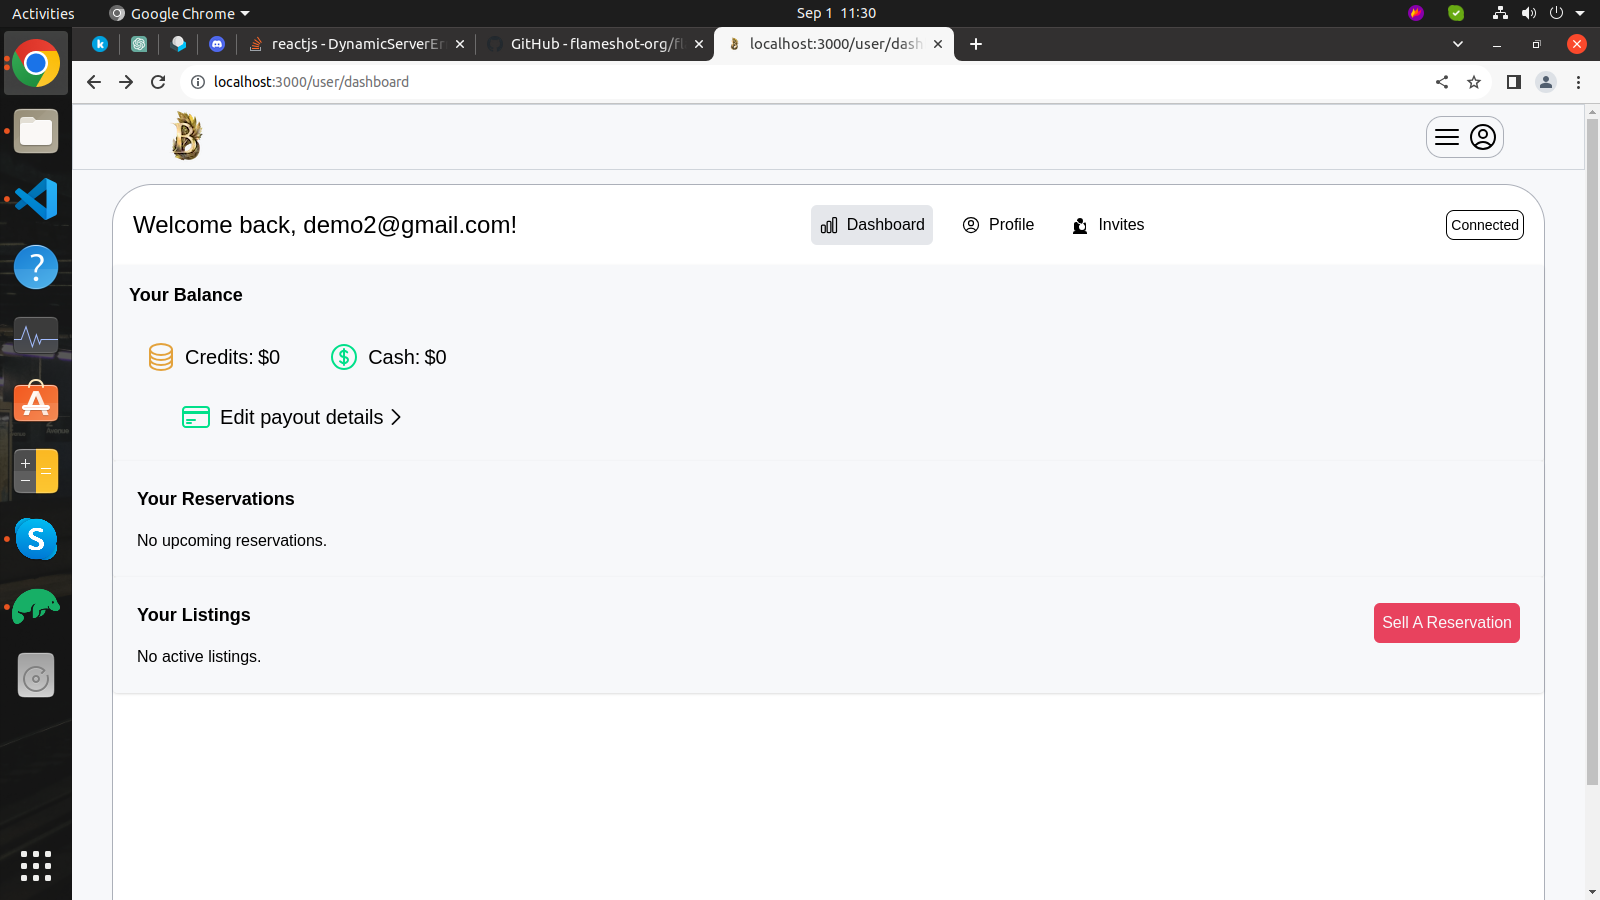 Activities Google Chrome Sep 1 11:30
reactjs - DynamicServerEr GitHub - flameshot-org/fl localhost:3000/user/dash
localhost:3000/user/dashboard
B
Welcome back, demo2@gmail.com! Dashboard Profile Invites Connected
Your Balance
Credits: $0 Cash: $0
Edit payout details
Your Reservations
No upcoming reservations.
Your Listings Sell A Reservation
No active listings.